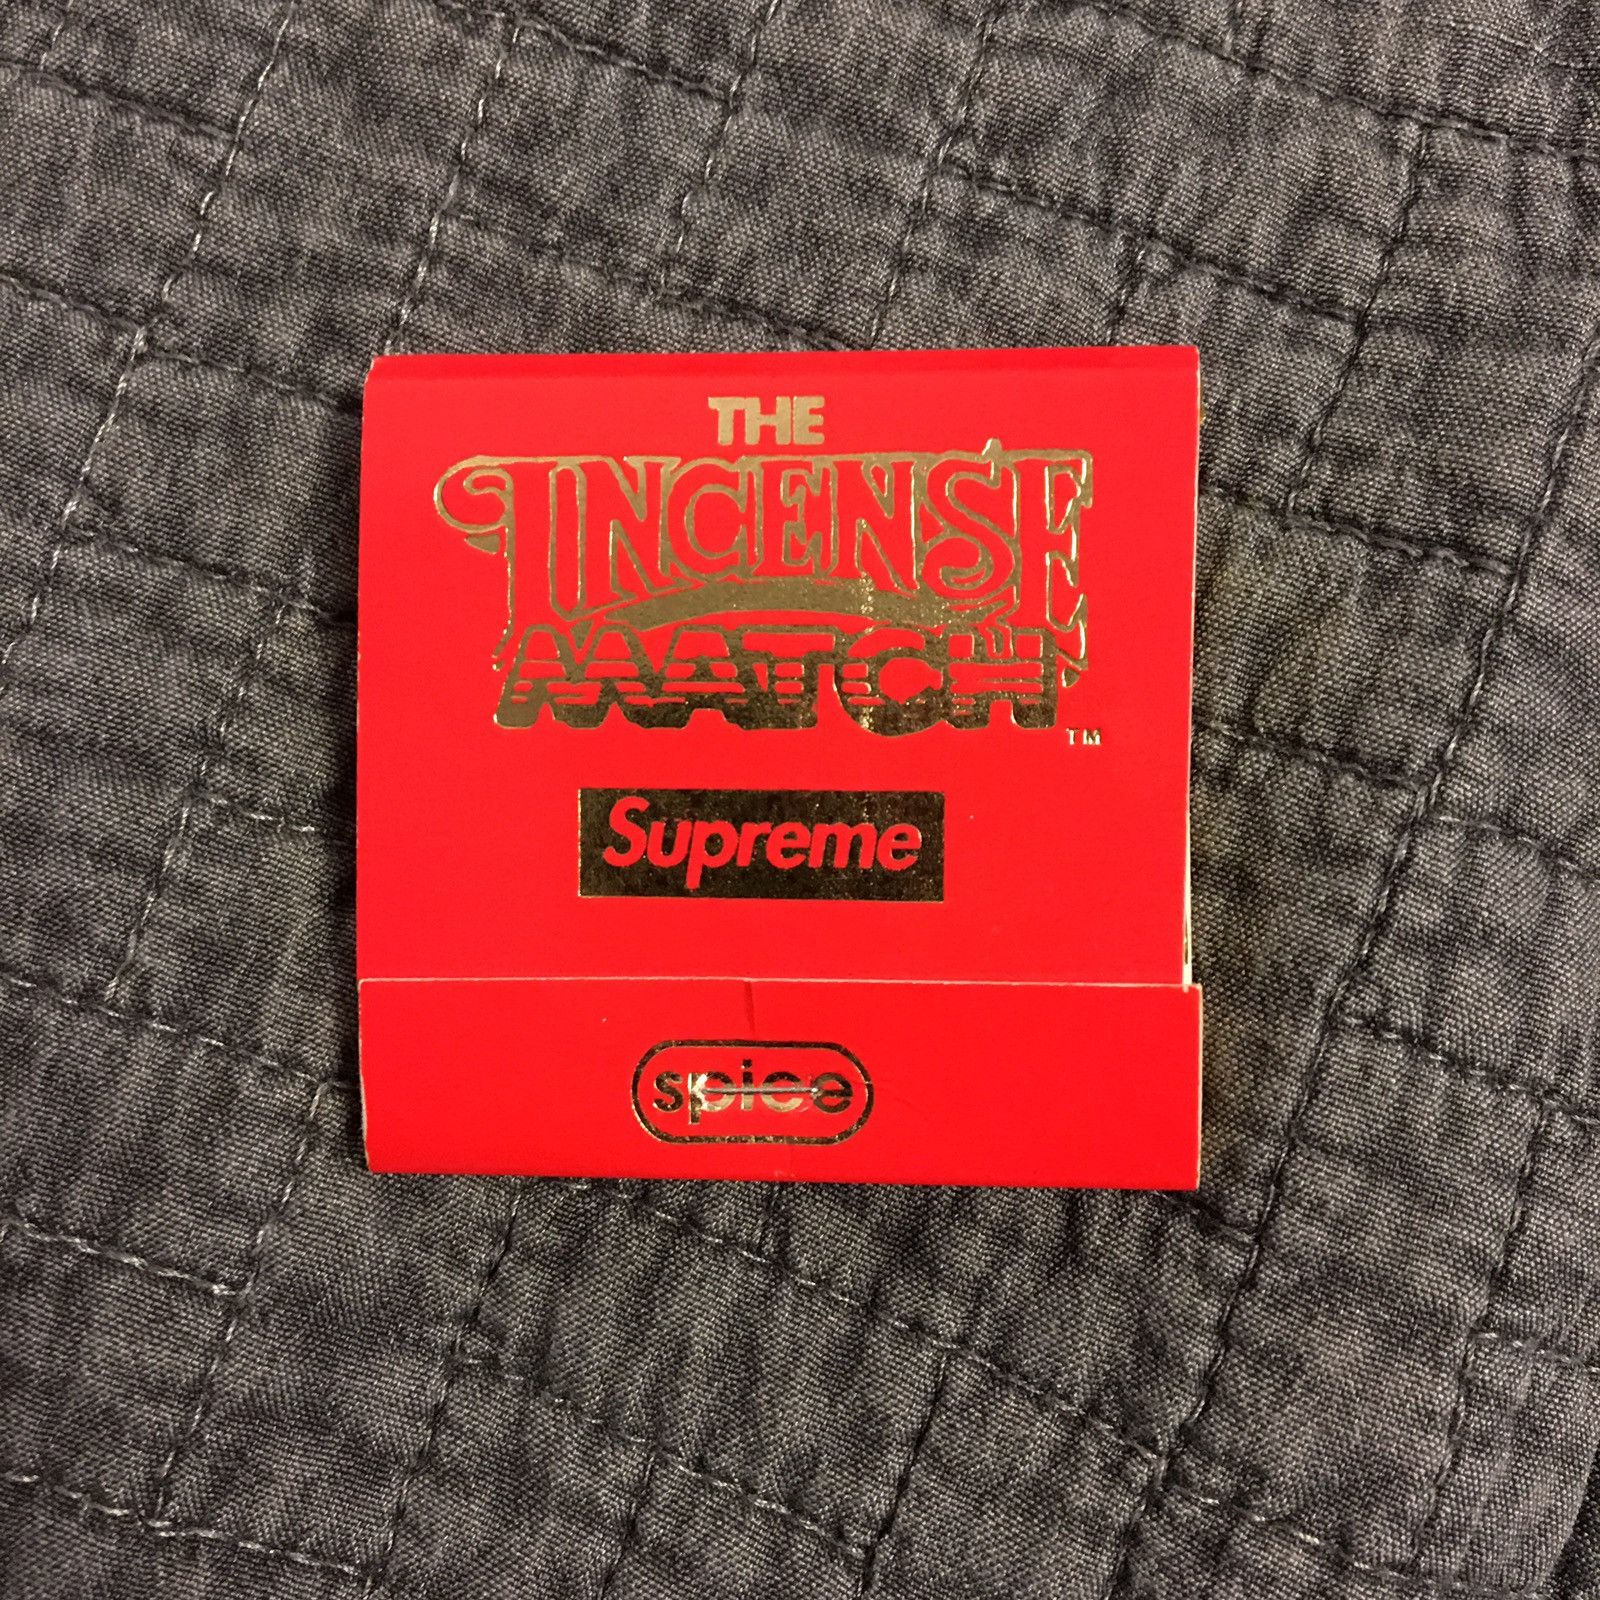 THE
INCENSE
MATCH
TM
Supreme
spice